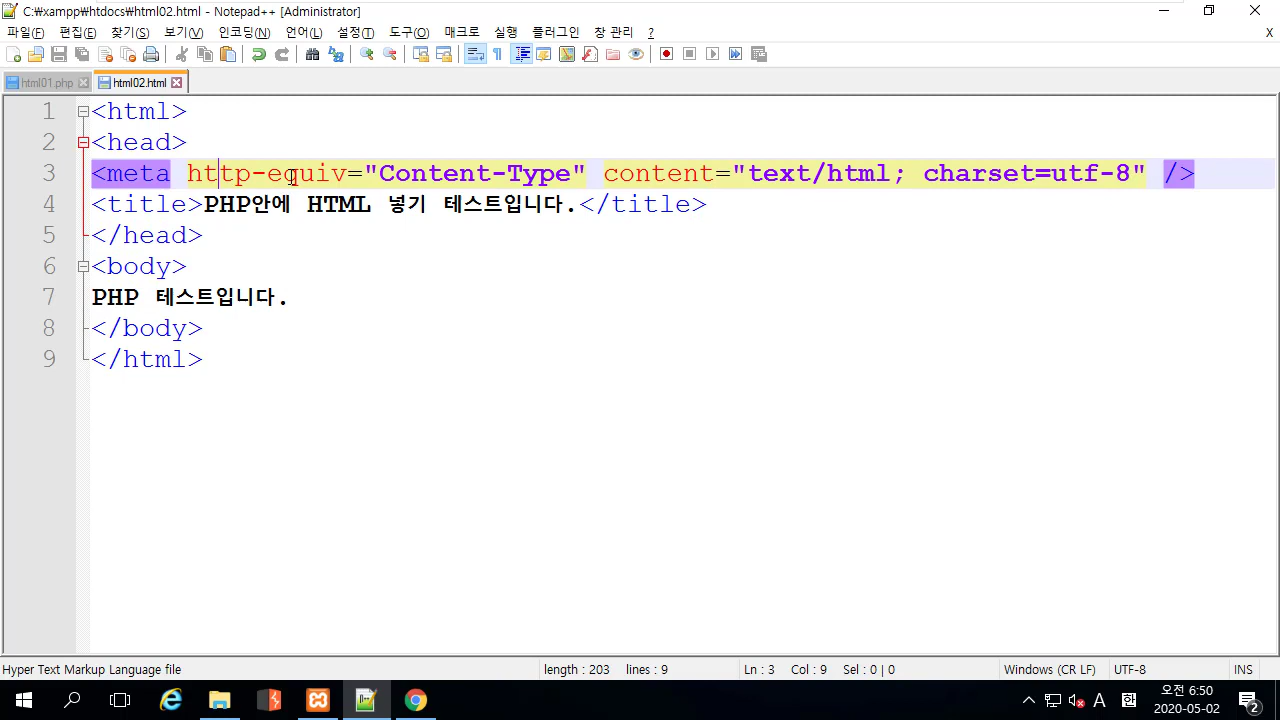 C:￦xampp￦htdocs￦html02.html - Notepad++ [Administrator]
파일(F) 편집(E) 찾기(S) 보기(V) 인코딩(N) 언어(L) 설정(T) 도구(O) 매크로 실행 플러그인 창 관리 ? X
html01.php html02.html
1 <html>
2 <head>
3 <meta http-equiv="Content-Type" content="text/html; charset=utf-8" />
4 <title>PHP안에 HTML 넣기 테스트입니다.</title>
5 </head>
6 <body>
7 PHP 테스트입니다.
8 </body>
9 </html>
Hyper Text Markup Language file length : 203 lines : 9 Ln : 3 Col : 9 Sel : 0 | 0 Windows (CR LF) UTF-8 INS
A 한 오전 6:50
2020-05-02 2